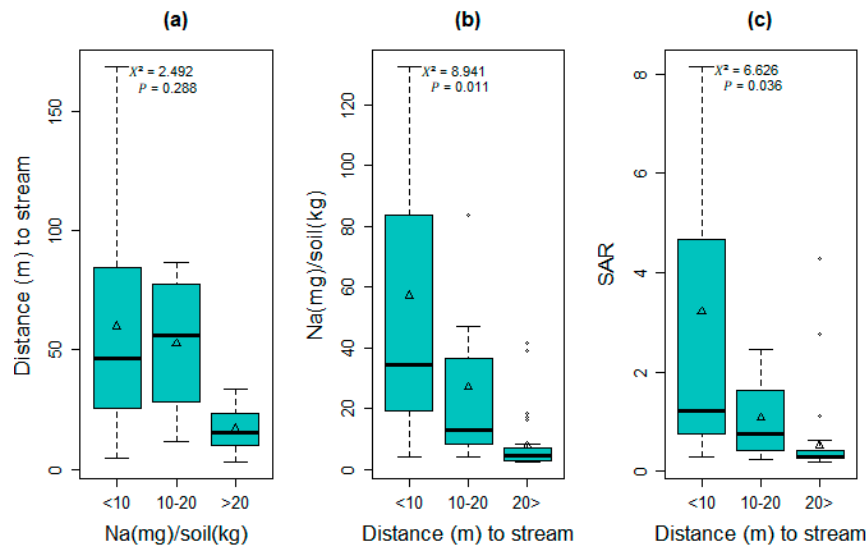 (a)
X² = 2.492
P = 0.288
Distance (m) to stream
150
100
50
0
<10
10-20
>20
Na(mg)/soil(kg)
(b)
X² = 8.941
P = 0.011
Na(mg)/soil(kg)
120
100
80
60
40
20
0
<10
10-20
20>
Distance (m) to stream
(c)
X² = 6.626
P = 0.036
SAR
8
6
4
2
0
<10
10-20
20>
Distance (m) to stream